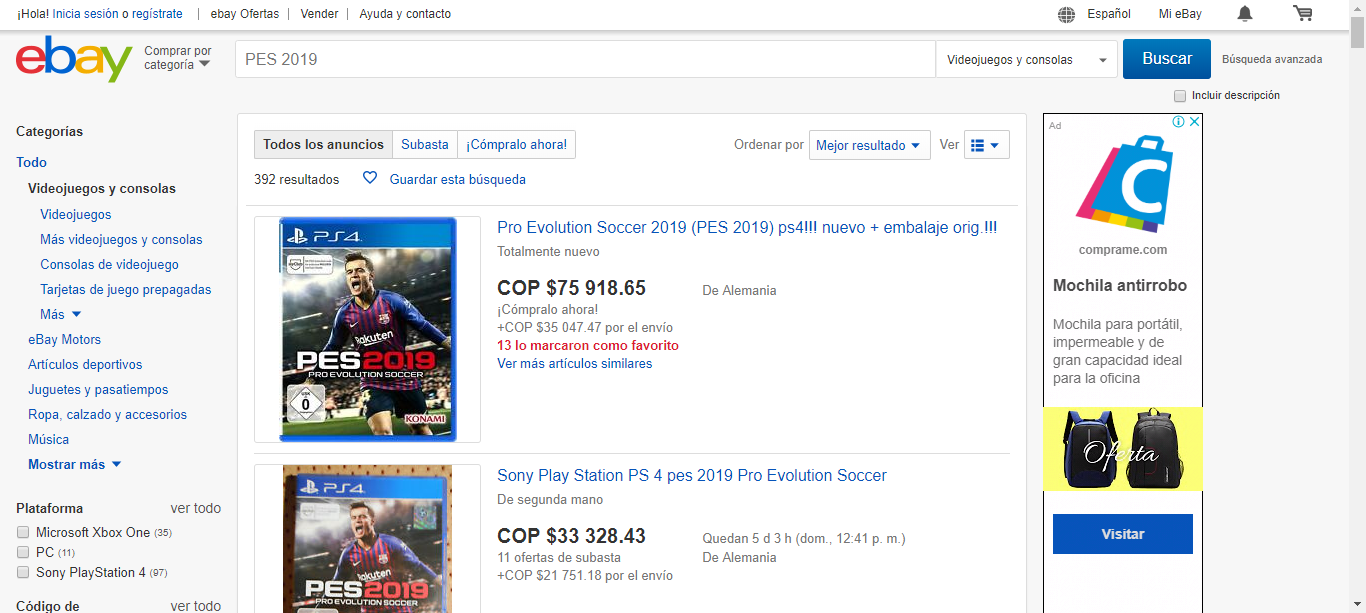 ¡Hola! Inicia sesión o regístrate | ebay Ofertas | Vender | Ayuda y contacto
Español
Mi eBay
ebay
Comprar por
categoría
PES 2019
Videojuegos y consolas
Buscar
Búsqueda avanzada
Incluir descripción
Categorías
Todo
Videojuegos y consolas
Videojuegos
Más videojuegos y consolas
Consolas de videojuego
Tarjetas de juego prepagadas
Más
eBay Motors
Artículos deportivos
Juguetes y pasatiempos
Ropa, calzado y accesorios
Música
Mostrar más
Plataforma
ver todo
Microsoft Xbox One (35)
PC (11)
Sony PlayStation 4 (97)
Código de
ver todo
Todos los anuncios
Subasta
¡Cómpralo ahora!
Ordenar por
Mejor resultado
Ver
392 resultados
Guardar esta búsqueda
PS4
Rakuten
PES2019
PRO EVOLUTION SOCCER
USK
0
KONAMI
Pro Evolution Soccer 2019 (PES 2019) ps4!!! nuevo + embalaje orig.!!!
Totalmente nuevo
COP $75 918.65
De Alemania
¡Cómpralo ahora!
+COP $35 047.47 por el envío
13 lo marcaron como favorito
Ver más artículos similares
PS4
Rakuten
PES2019
PRO EVOLUTION SOCCER
Sony Play Station PS 4 pes 2019 Pro Evolution Soccer
De segunda mano
COP $33 328.43
Quedan 5 d 3 h (dom., 12:41 p. m.)
11 ofertas de subasta
De Alemania
+COP $21 751.18 por el envío
Ad
C
comprame.com
Mochila antirrobo
Mochila para portátil,
impermeable y de
gran capacidad ideal
para la oficina
Oferta
Visitar